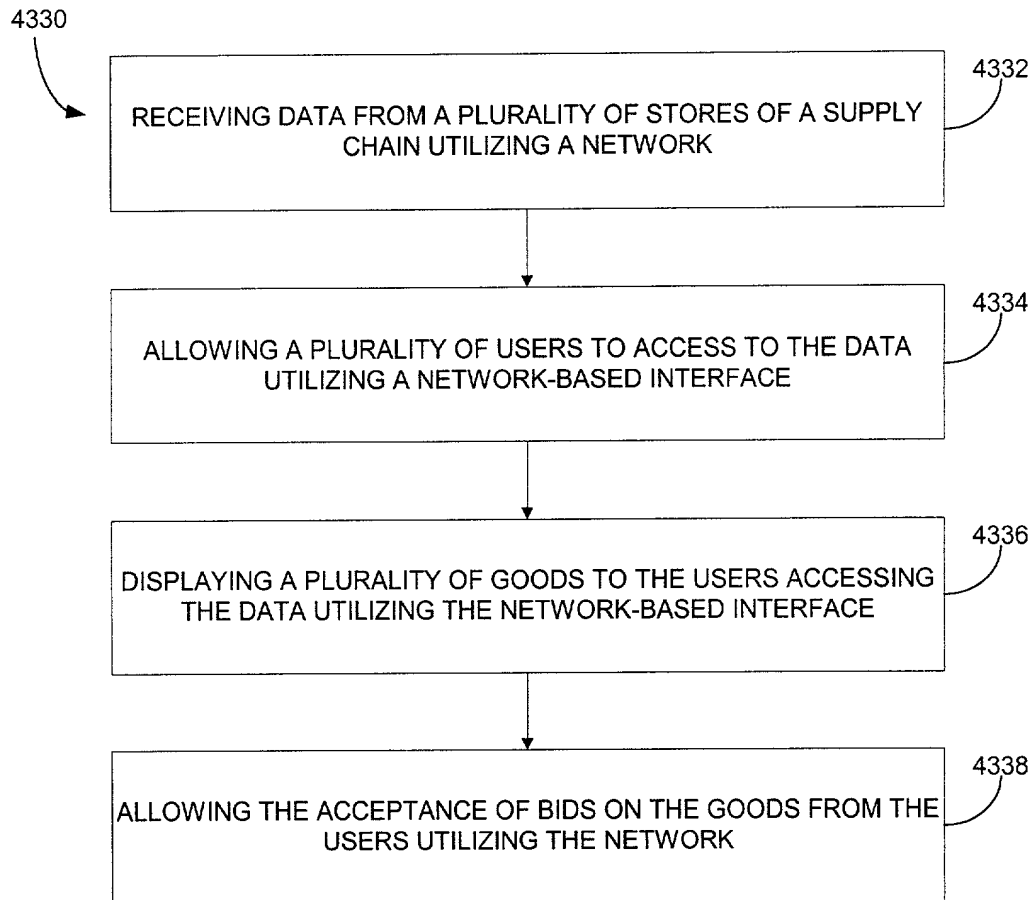 4330
4332
RECEIVING DATA FROM A PLURALITY OF STORES OF A SUPPLY
CHAIN UTILIZING A NETWORK
4334
ALLOWING A PLURALITY OF USERS TO ACCESS TO THE DATA
UTILIZING A NETWORK-BASED INTERFACE
4336
DISPLAYING A PLURALITY OF GOODS TO THE USERS ACCESSING
THE DATA UTILIZING THE NETWORK-BASED INTERFACE
4338
ALLOWING THE ACCEPTANCE OF BIDS ON THE GOODS FROM THE
USERS UTILIZING THE NETWORK